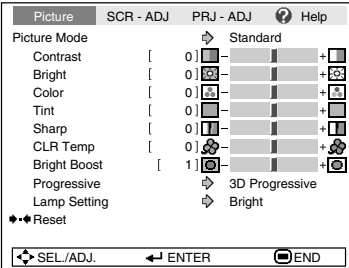 Picture SCR - ADJ PRJ - ADJ ? Help
Picture Mode Standard
Contrast [ 0 ] - +
Bright [ 0 ] - +
Color [ 0 ] - +
Tint [ 0 ] - +
Sharp [ 0 ] - +
CLR Temp [ 0 ] - +
Bright Boost [ 1 ] - +
Progressive 3D Progressive
Lamp Setting Bright
Reset
SEL./ADJ. ENTER END